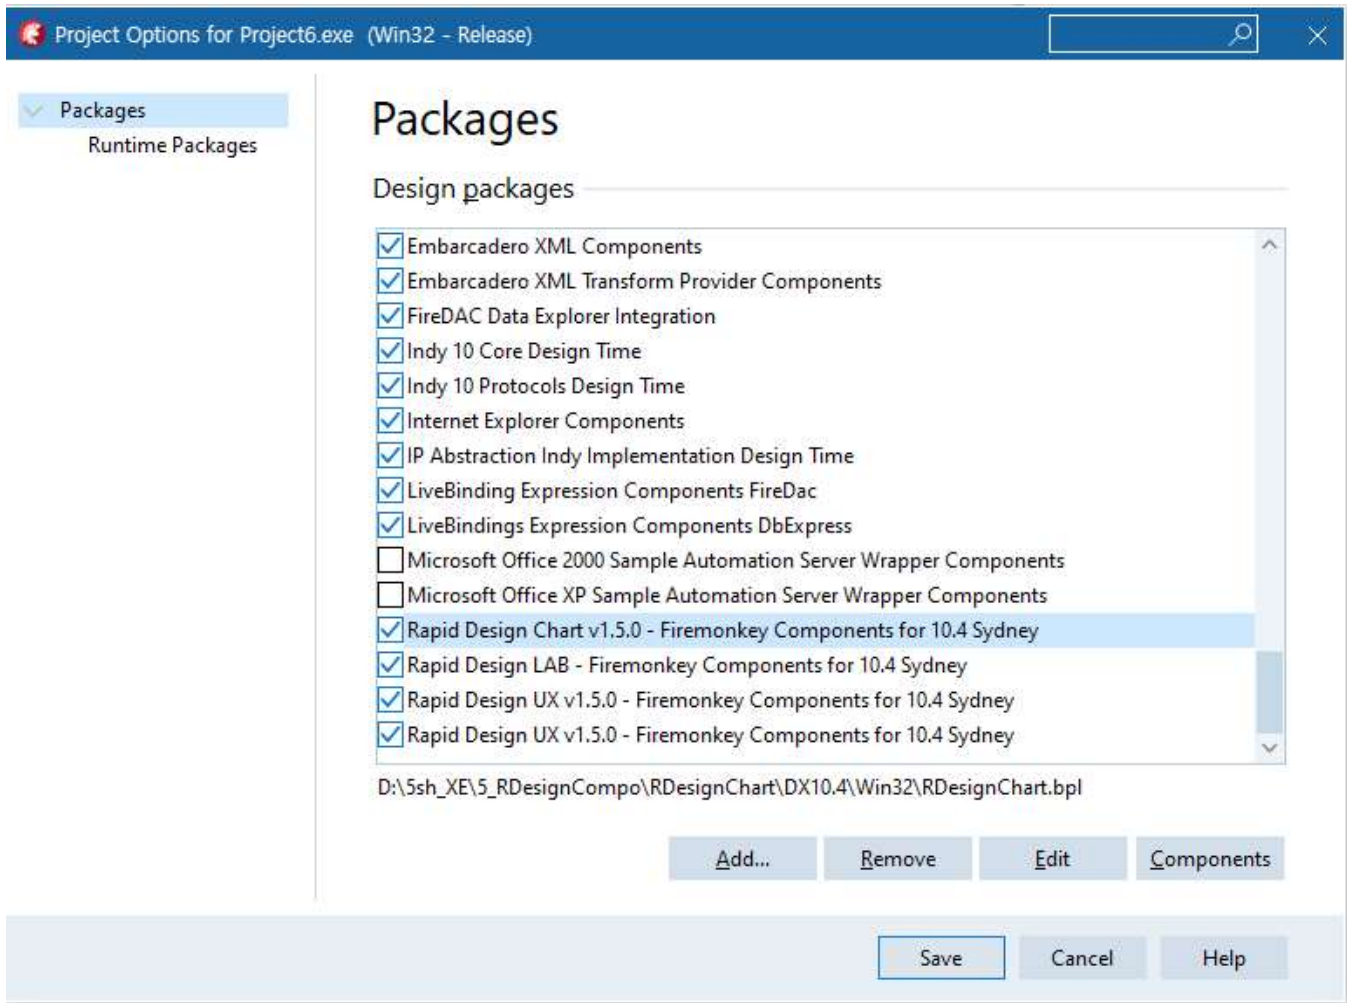 Project Options for Project6.exe (Win32 - Release)
Packages
Runtime Packages
Packages
Design packages
Embarcadero XML Components
Embarcadero XML Transform Provider Components
FireDAC Data Explorer Integration
Indy 10 Core Design Time
Indy 10 Protocols Design Time
Internet Explorer Components
IP Abstraction Indy Implementation Design Time
LiveBinding Expression Components FireDac
LiveBindings Expression Components DbExpress
Microsoft Office 2000 Sample Automation Server Wrapper Components
Microsoft Office XP Sample Automation Server Wrapper Components
Rapid Design Chart v1.5.0 - Firemonkey Components for 10.4 Sydney
Rapid Design LAB - Firemonkey Components for 10.4 Sydney
Rapid Design UX v1.5.0 - Firemonkey Components for 10.4 Sydney
Rapid Design UX v1.5.0 - Firemonkey Components for 10.4 Sydney
D:\5sh_XE\5_RDesignCompo\RDesignChart\DX10.4\Win32\RDesignChart.bpl
Add... Remove Edit Components
Save Cancel Help